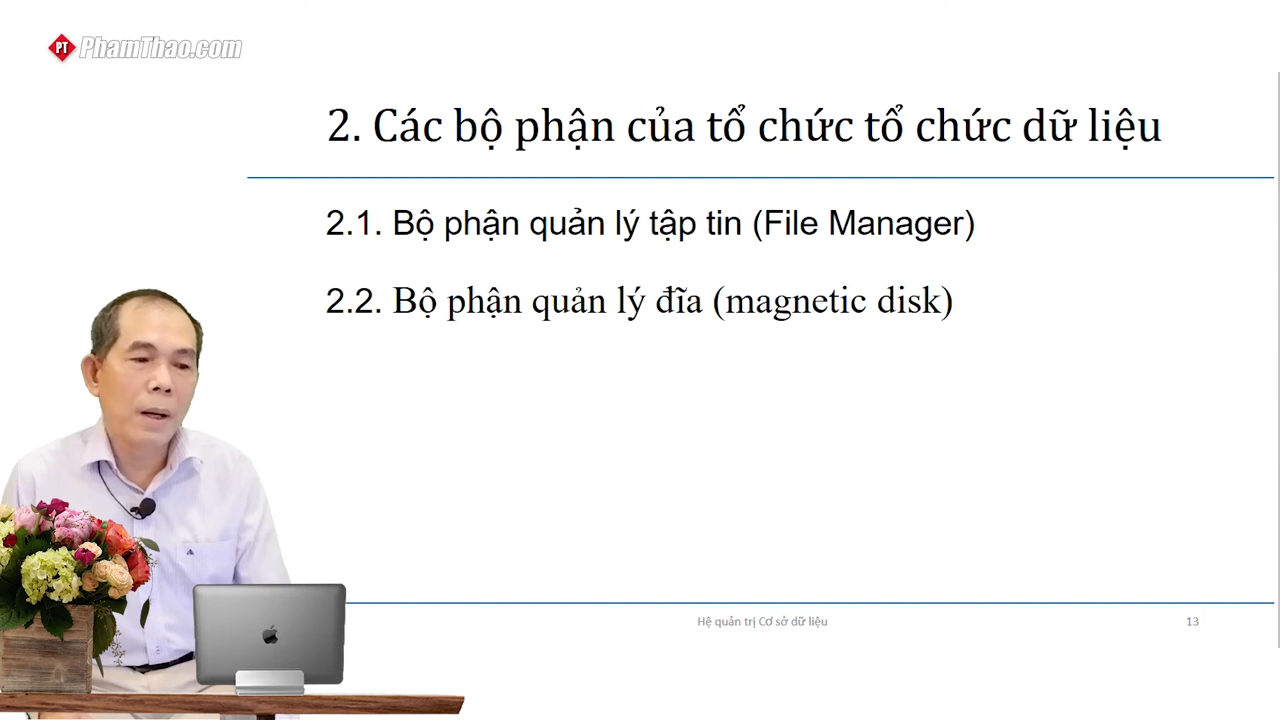 PT PhamThao.com
2. Các bộ phận của tổ chức tổ chức dữ liệu
2.1. Bộ phận quản lý tập tin (File Manager)
2.2. Bộ phận quản lý đĩa (magnetic disk)
Hệ quản trị Cơ sở dữ liệu
13